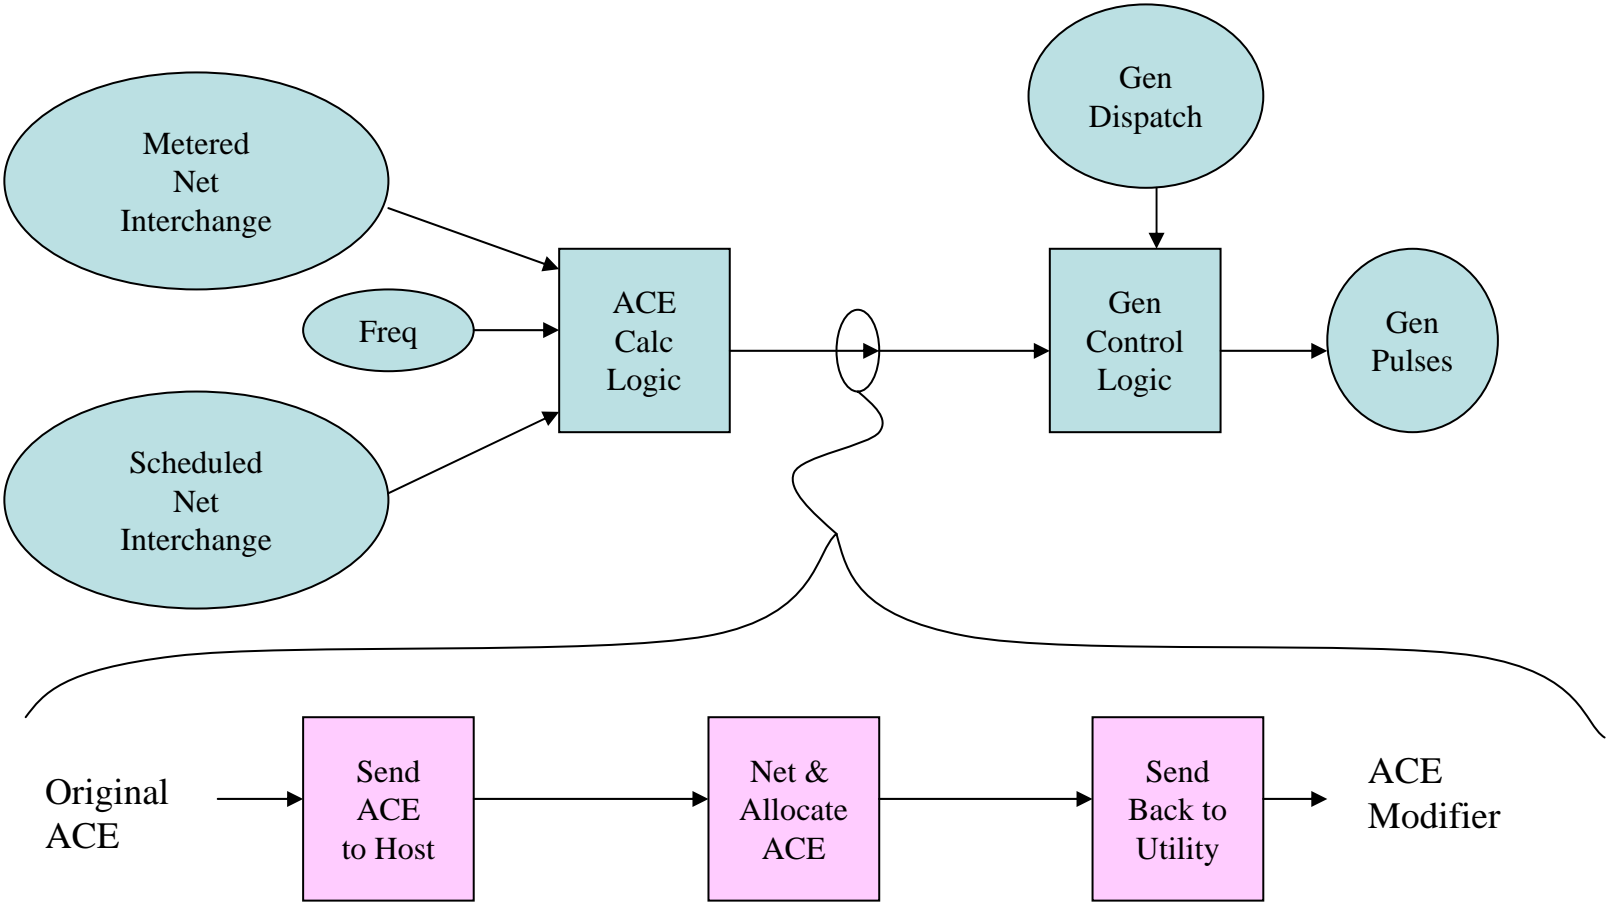 Gen
Dispatch
Metered
Net
Interchange
Freq
Scheduled
Net
Interchange
ACE
Calc
Logic
Gen
Control
Logic
Gen
Pulses
Original
ACE
Send
ACE
to Host
Net &
Allocate
ACE
Send
Back to
Utility
ACE
Modifier